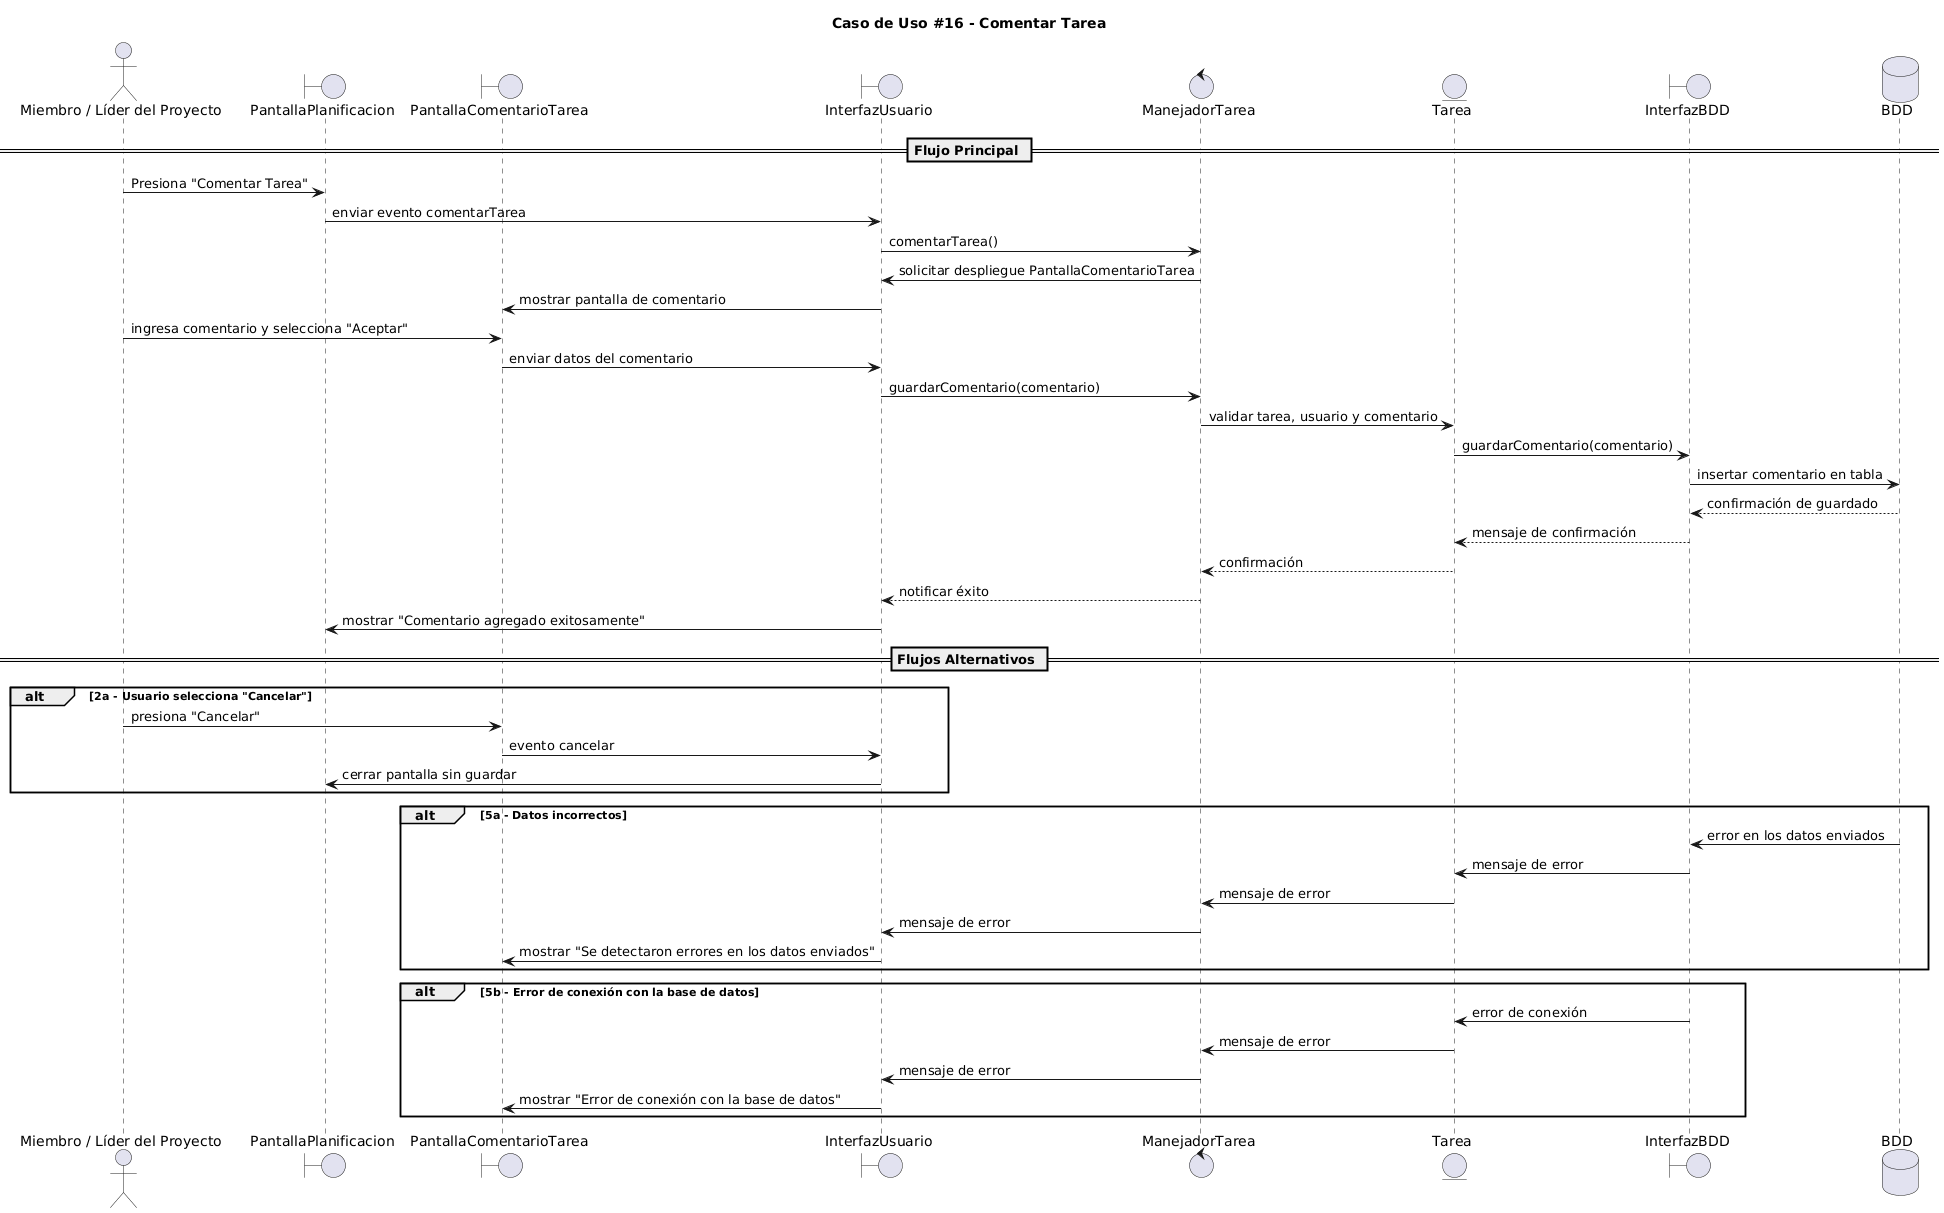 Caso de Uso #16 - Comentar Tarea
Miembro / Líder del Proyecto
PantallaPlanificacion
PantallaComentarioTarea
InterfazUsuario
ManejadorTarea
Tarea
InterfazBDD
BDD
Flujo Principal
Presiona "Comentar Tarea"
enviar evento comentarTarea
comentarTarea()
solicitar despliegue PantallaComentarioTarea
mostrar pantalla de comentario
ingresa comentario y selecciona "Aceptar"
enviar datos del comentario
guardarComentario(comentario)
validar tarea, usuario y comentario
guardarComentario(comentario)
insertar comentario en tabla
confirmación de guardado
mensaje de confirmación
confirmación
notificar éxito
mostrar "Comentario agregado exitosamente"
Flujos Alternativos
alt [2a - Usuario selecciona "Cancelar"]
presiona "Cancelar"
evento cancelar
cerrar pantalla sin guardar
alt [5a - Datos incorrectos]
error en los datos enviados
mensaje de error
mensaje de error
mensaje de error
mostrar "Se detectaron errores en los datos enviados"
alt [5b - Error de conexión con la base de datos]
error de conexión
mensaje de error
mensaje de error
mostrar "Error de conexión con la base de datos"
Miembro / Líder del Proyecto
PantallaPlanificacion
PantallaComentarioTarea
InterfazUsuario
ManejadorTarea
Tarea
InterfazBDD
BDD